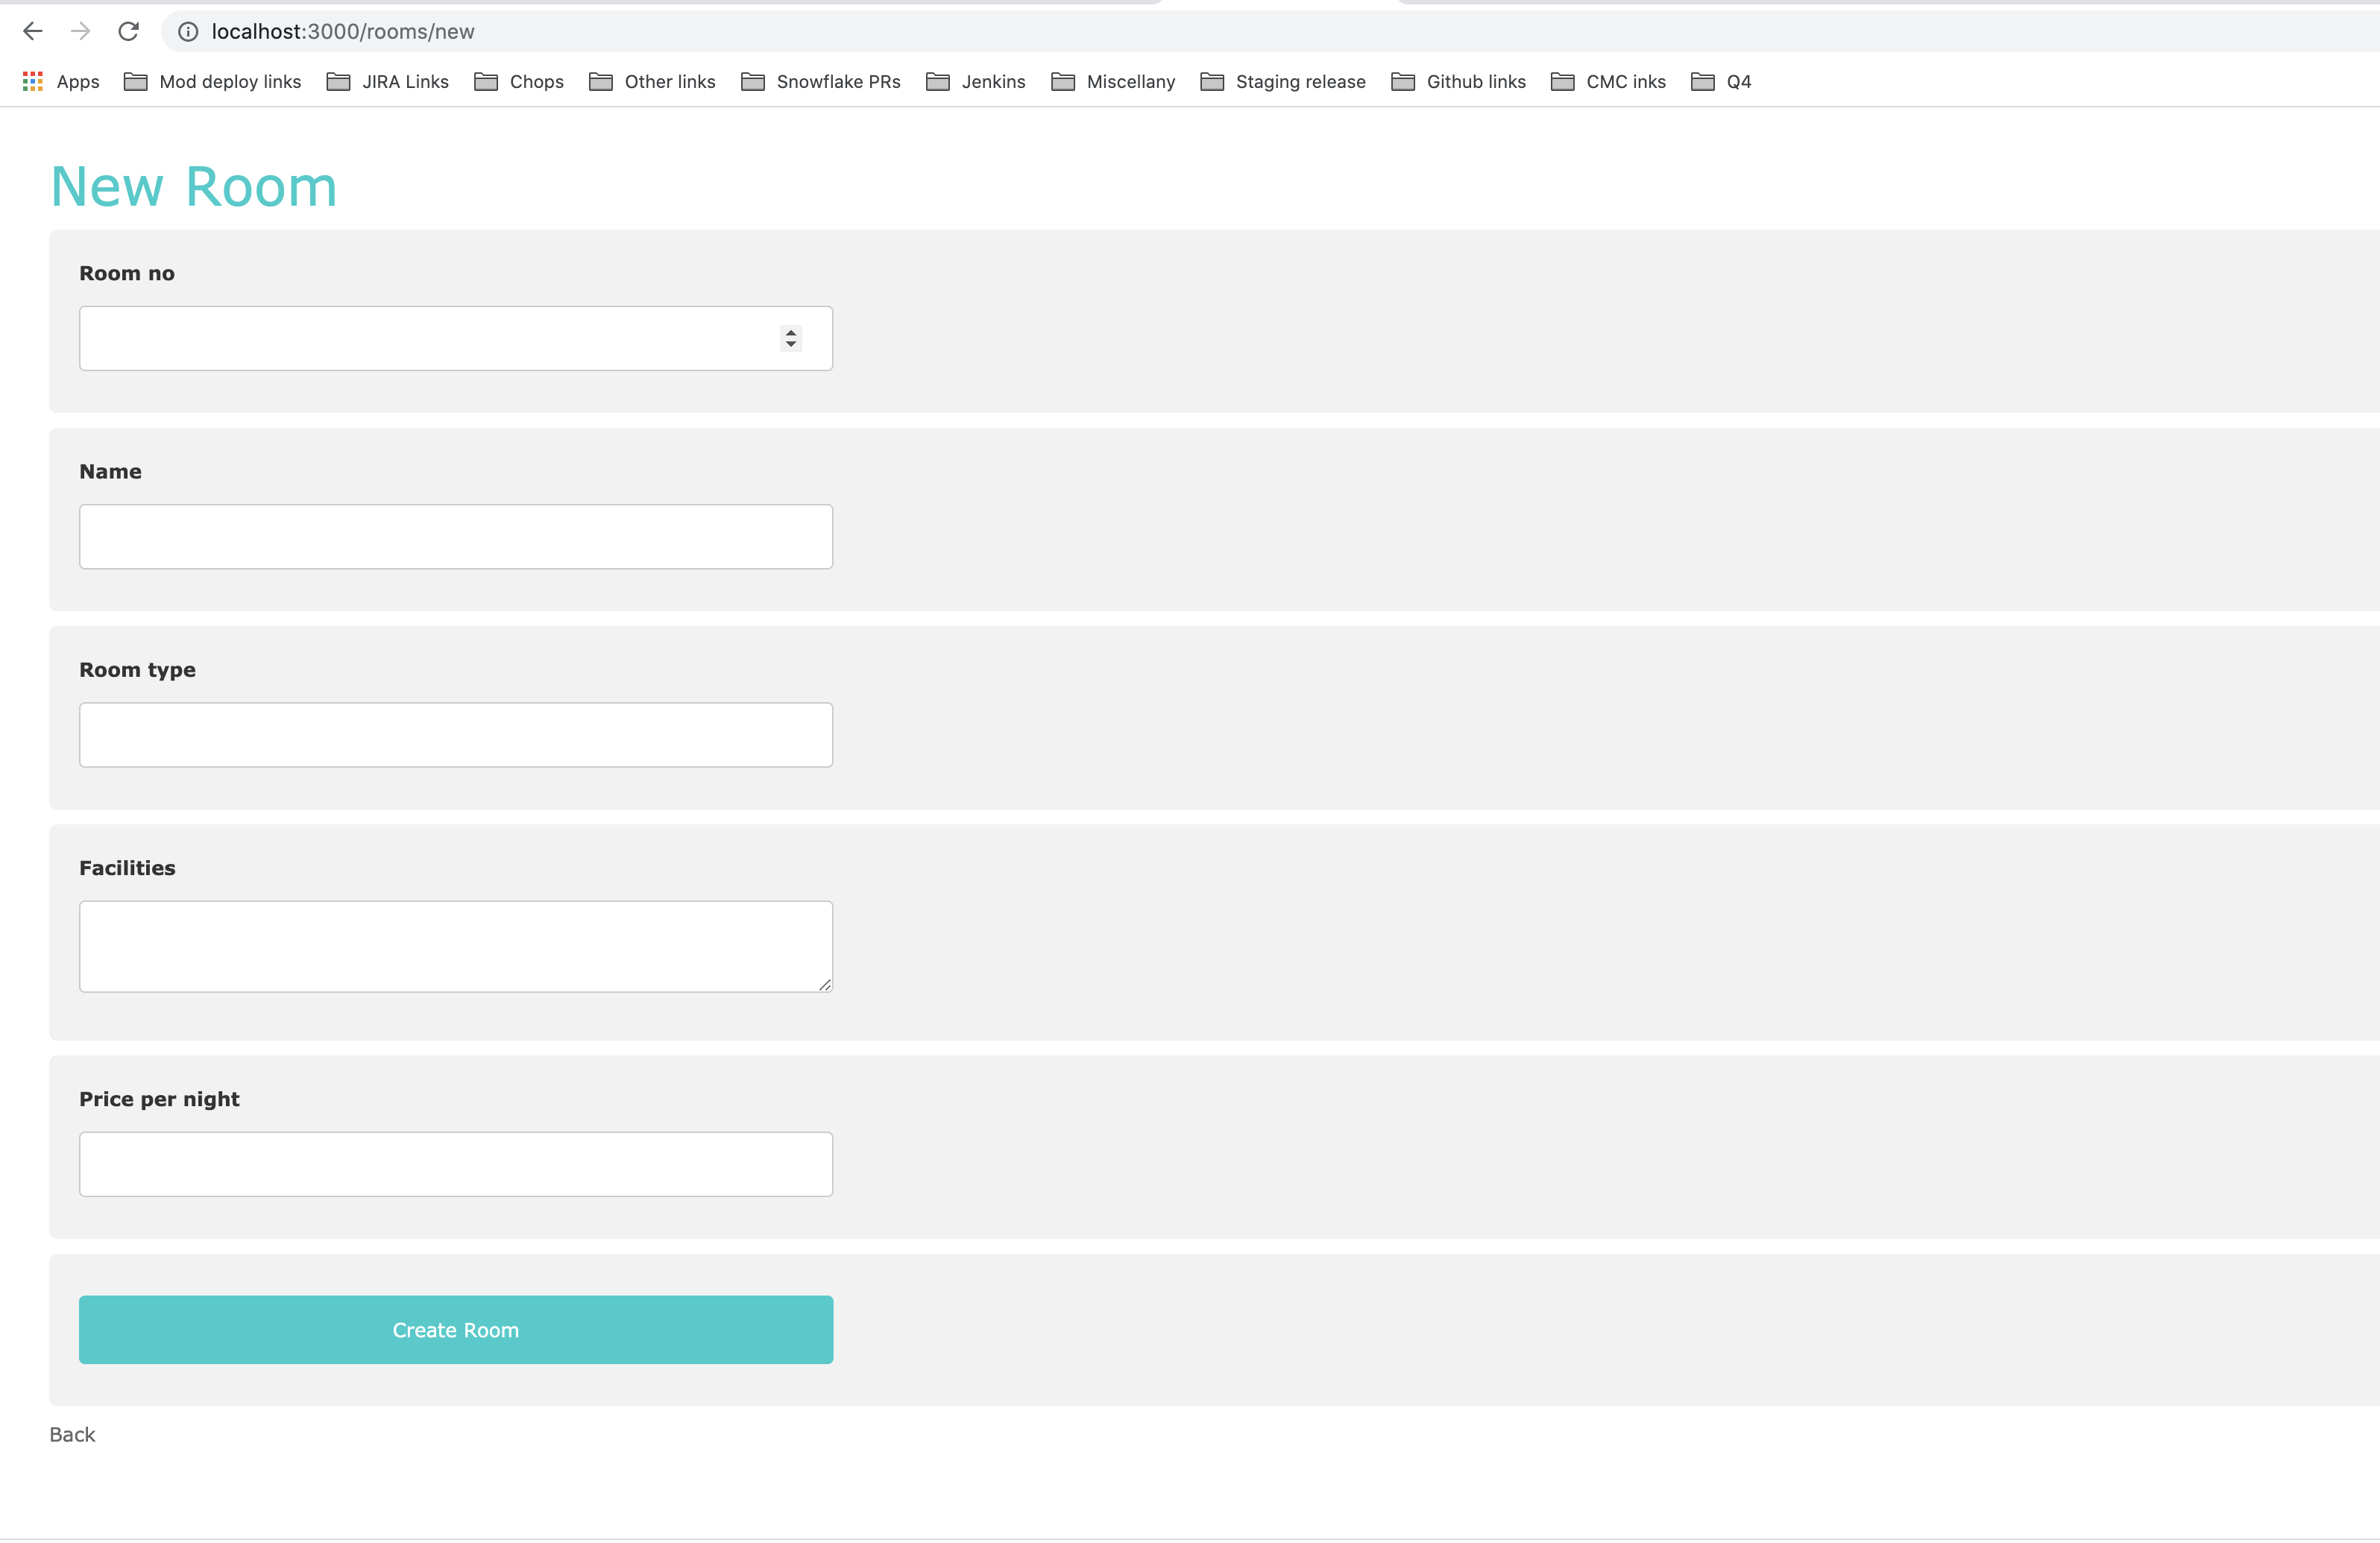 localhost:3000/rooms/new
Apps Mod deploy links JIRA Links Chops Other links Snowflake PRs Jenkins Miscellany Staging release Github links CMC inks Q4
New Room
Room no
Name
Room type
Facilities
Price per night
Create Room
Back